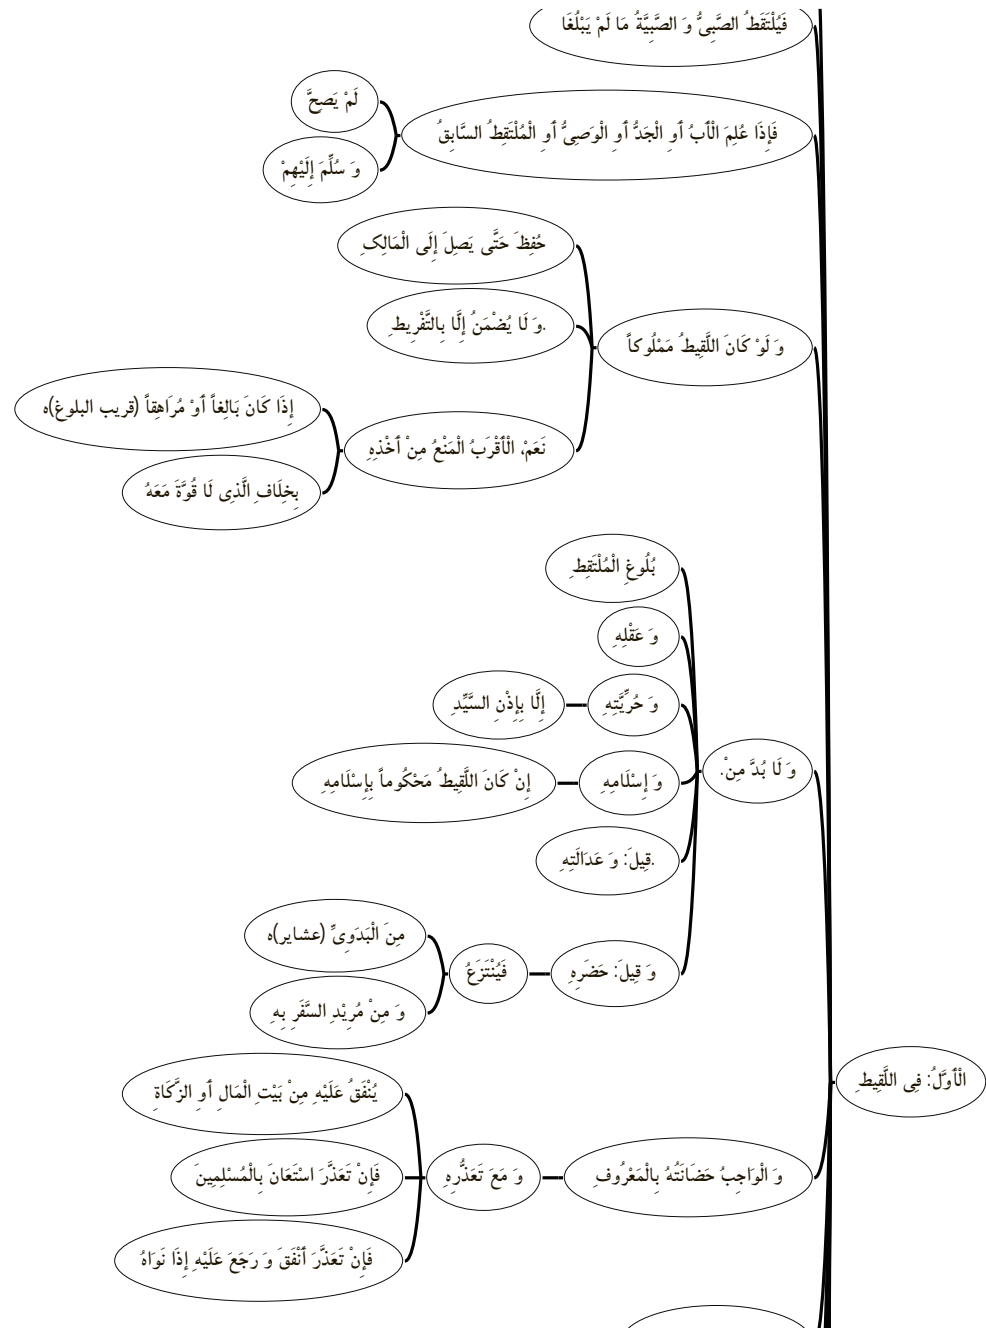 فَيُلْتَقَطُ الصَّبِىُّ وَ الصَّبِيَّةُ مَا لَمْ يَبْلُغَا
فَإِذَا عُلِمَ الْأَبُ أَوِ الْجَدُّ أَوِ الْوَصِىُّ أَوِ الْمُلْتَقِطُ السَّابِقُ
لَمْ يَصِحَّ
وَ سُلِّمَ إِلَيْهِمْ
وَ لَوْ كَانَ اللَّقِيطُ مَمْلُوكاً
حُفِظَ حَتَّى يَصِلَ إِلَى الْمَالِکِ
.وَ لَا يُضْمَنُ إِلَّا بِالتَّفْرِيطِ
نَعَمْ، الْأَقْرَبُ الْمَنْعُ مِنْ أَخْذِهِ
إِذَا كَانَ بَالِغاً أَوْ مُرَاهِقاً (قریب البلوغ)ه
بِخِلَافِ الَّذِى لَا قُوَّةَ مَعَهُ
وَ لَا بُدَّ مِنْ.
بُلُوغِ الْمُلْتَقِطِ
وَ عَقْلِهِ
وَ حُرِّيَّتِهِ
إِلَّا بِإِذْنِ السَّيِّدِ
وَ إِسْلَامِهِ
إِنْ كَانَ اللَّقِيطُ مَحْكُوماً بِإِسْلَامِهِ
.قِيلَ: وَ عَدَالَتِهِ
وَ قِيلَ: حَضَرِهِ
فَيُنْتَزَعُ
مِنَ الْبَدَوِىِّ (عشایر)ه
وَ مِنْ مُرِيْدِ السَّفَرِ بِهِ
الْأَوَّلُ: فِى اللَّقِيطِ
وَ الْوَاجِبُ حَضَانَتُهُ بِالْمَعْرُوفِ
وَ مَعَ تَعَذُّرِهِ
يُنْفَقُ عَلَيْهِ مِنْ بَيْتِ الْمَالِ أَوِ الزَّكَاةِ
فَإِنْ تَعَذَّرَ اسْتَعَانَ بِالْمُسْلِمِينَ
فَإِنْ تَعَذَّرَ أَنْفَقَ وَ رَجَعَ عَلَيْهِ إِذَا نَوَاهُ